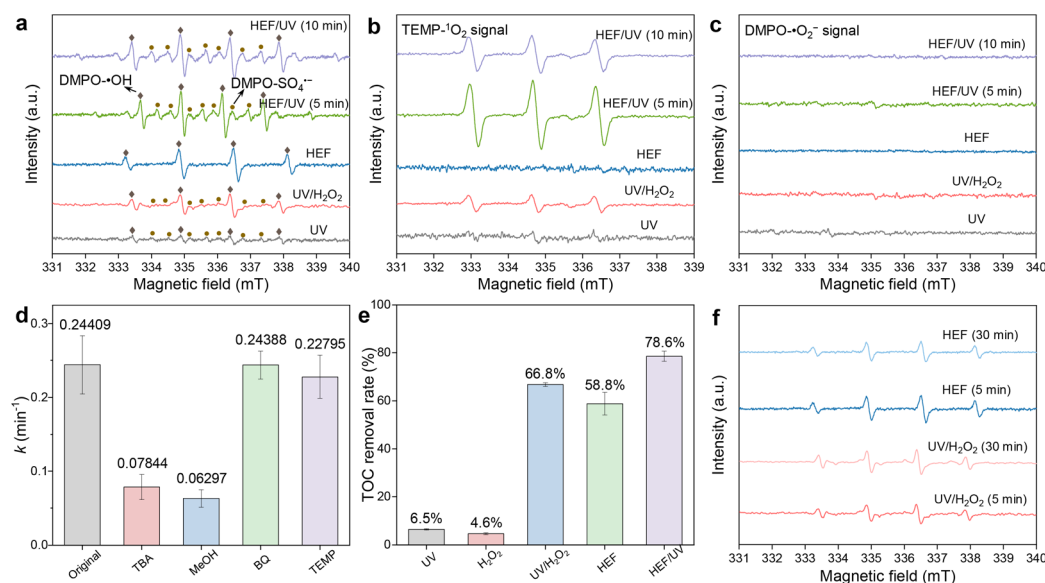 a
HEF/UV (10 min)
DMPO-•OH
DMPO-SO₄•−
HEF/UV (5 min)
HEF
UV/H₂O₂
UV
Intensity (a.u.)
331 332 333 334 335 336 337 338 339 340
Magnetic field (mT)
b
TEMP-¹O₂ signal
HEF/UV (10 min)
HEF/UV (5 min)
HEF
UV/H₂O₂
UV
Intensity (a.u.)
331 332 333 334 335 336 337 338 339
Magnetic field (mT)
c
DMPO-•O₂⁻ signal
HEF/UV (10 min)
HEF/UV (5 min)
HEF
UV/H₂O₂
UV
Intensity (a.u.)
331 332 333 334 335 336 337 338 339 340
Magnetic field (mT)
d
0.3
0.2
0.1
0.0
k (min⁻¹)
0.24409
0.07844
0.06297
0.24388
0.22795
Original
TBA
MeOH
BQ
TEMP
e
100
80
60
40
20
0
TOC removal rate (%)
6.5%
4.6%
66.8%
58.8%
78.6%
UV
H₂O₂
UV/H₂O₂
HEF
HEF/UV
f
HEF (30 min)
HEF (5 min)
UV/H₂O₂ (30 min)
UV/H₂O₂ (5 min)
Intensity (a.u.)
331 332 333 334 335 336 337 338 339 340
Magnetic field (mT)